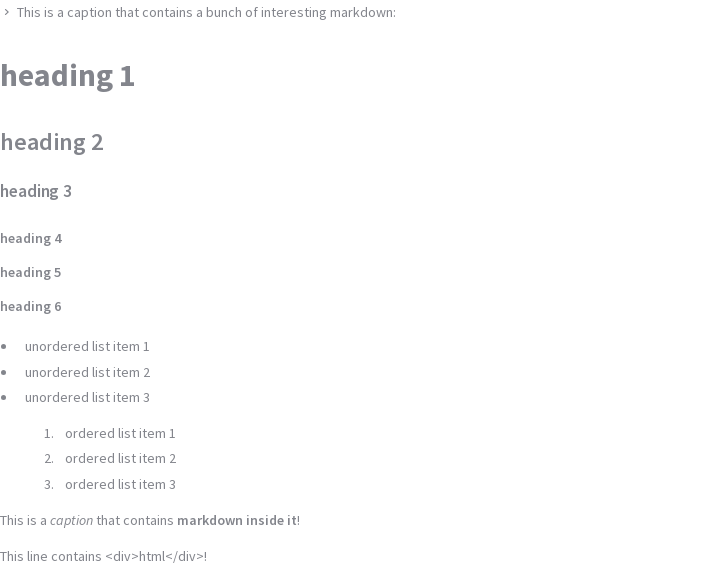 This is a caption that contains a bunch of interesting markdown:
heading 1
heading 2
heading 3
heading 4
heading 5
heading 6
unordered list item 1
unordered list item 2
unordered list item 3
1. ordered list item 1
2. ordered list item 2
3. ordered list item 3
This is a caption that contains markdown inside it!
This line contains <div>html</div>!